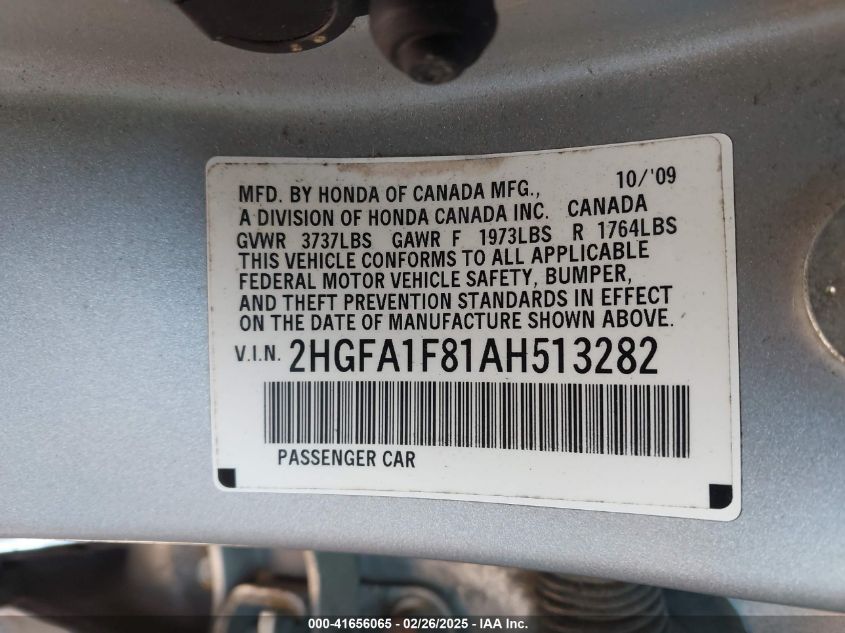 MFD. BY HONDA OF CANADA MFG., 10/'09
A DIVISION OF HONDA CANADA INC. CANADA
GVWR 3737LBS GAWR F 1973LBS R 1764LBS
THIS VEHICLE CONFORMS TO ALL APPLICABLE
FEDERAL MOTOR VEHICLE SAFETY, BUMPER,
AND THEFT PREVENTION STANDARDS IN EFFECT
ON THE DATE OF MANUFACTURE SHOWN ABOVE.
V.I.N. 2HGFA1F81AH513282
PASSENGER CAR
000-41656065 - 02/26/2025 - IAA Inc.